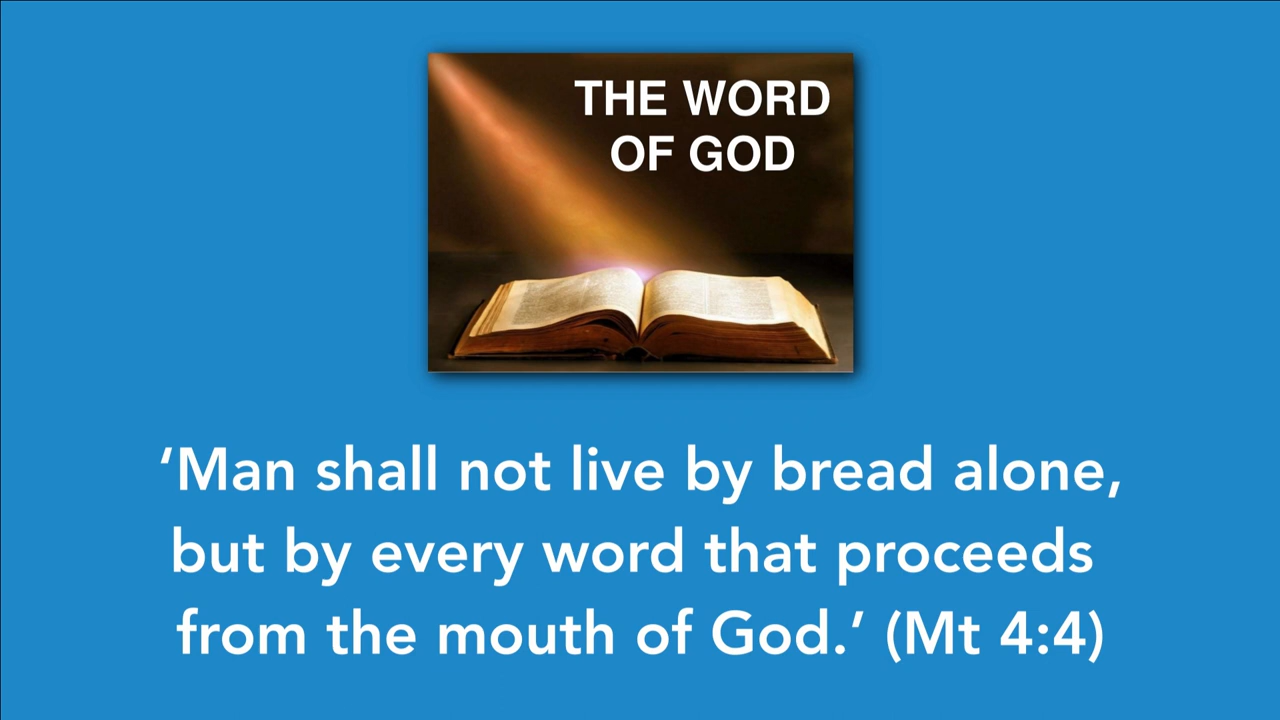 THE WORD
OF GOD
‘Man shall not live by bread alone,
but by every word that proceeds
from the mouth of God.’ (Mt 4:4)